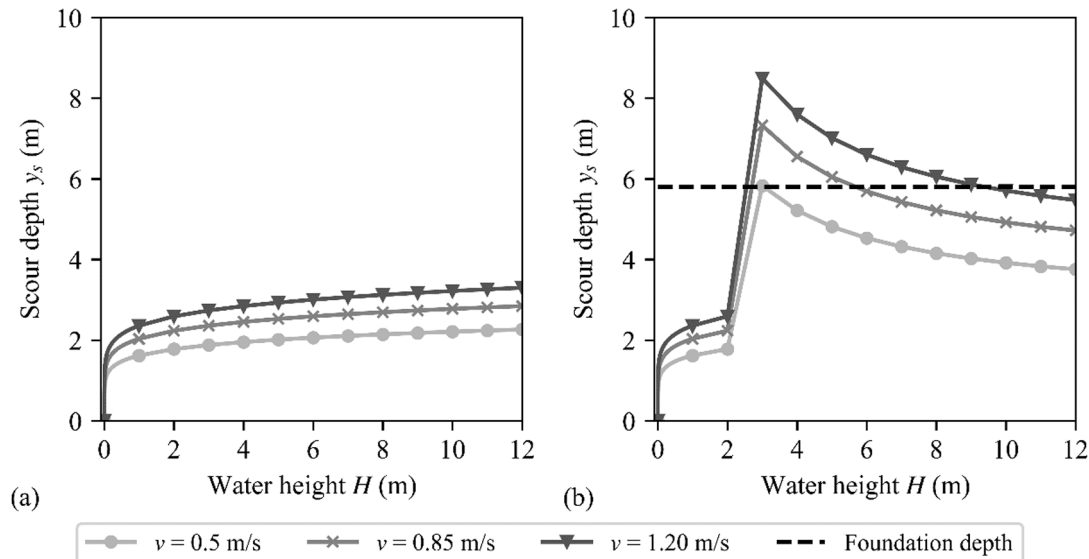 10
8
6
4
2
0
Scour depth y_s (m)
0 2 4 6 8 10 12
Water height H (m)
(a)
10
8
6
4
2
0
Scour depth y_s (m)
0 2 4 6 8 10 12
Water height H (m)
(b)
v = 0.5 m/s v = 0.85 m/s v = 1.20 m/s Foundation depth